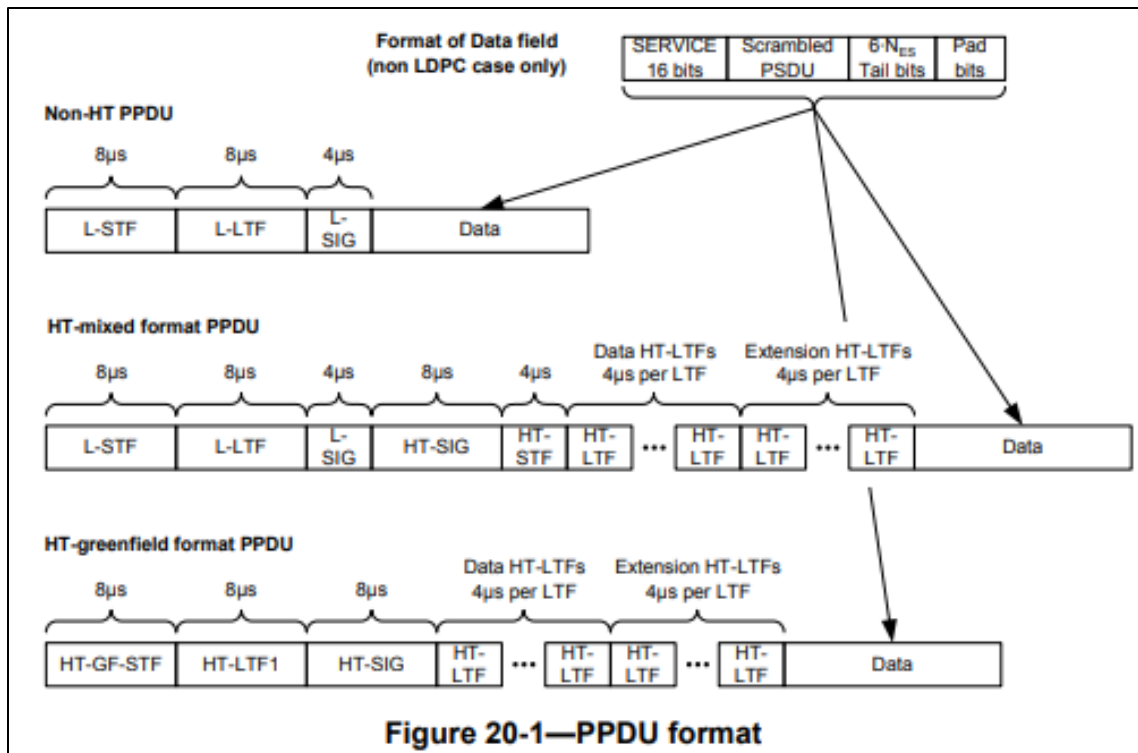 Format of Data field
(non LDPC case only)
SERVICE
16 bits
Scrambled
PSDU
6·N_ES
Tail bits
Pad
bits
Non-HT PPDU
8μs
8μs
4μs
L-STF
L-LTF
L-
SIG
Data
HT-mixed format PPDU
Data HT-LTFs
4μs per LTF
Extension HT-LTFs
4μs per LTF
8μs
8μs
4μs
8μs
4μs
L-STF
L-LTF
L-
SIG
HT-SIG
HT-
STF
HT-
LTF
•••
HT-
LTF
HT-
LTF
•••
HT-
LTF
Data
HT-greenfield format PPDU
Data HT-LTFs
4μs per LTF
Extension HT-LTFs
4μs per LTF
8μs
8μs
8μs
HT-GF-STF
HT-LTF1
HT-SIG
HT-
LTF
•••
HT-
LTF
HT-
LTF
•••
HT-
LTF
Data
Figure 20-1—PPDU format